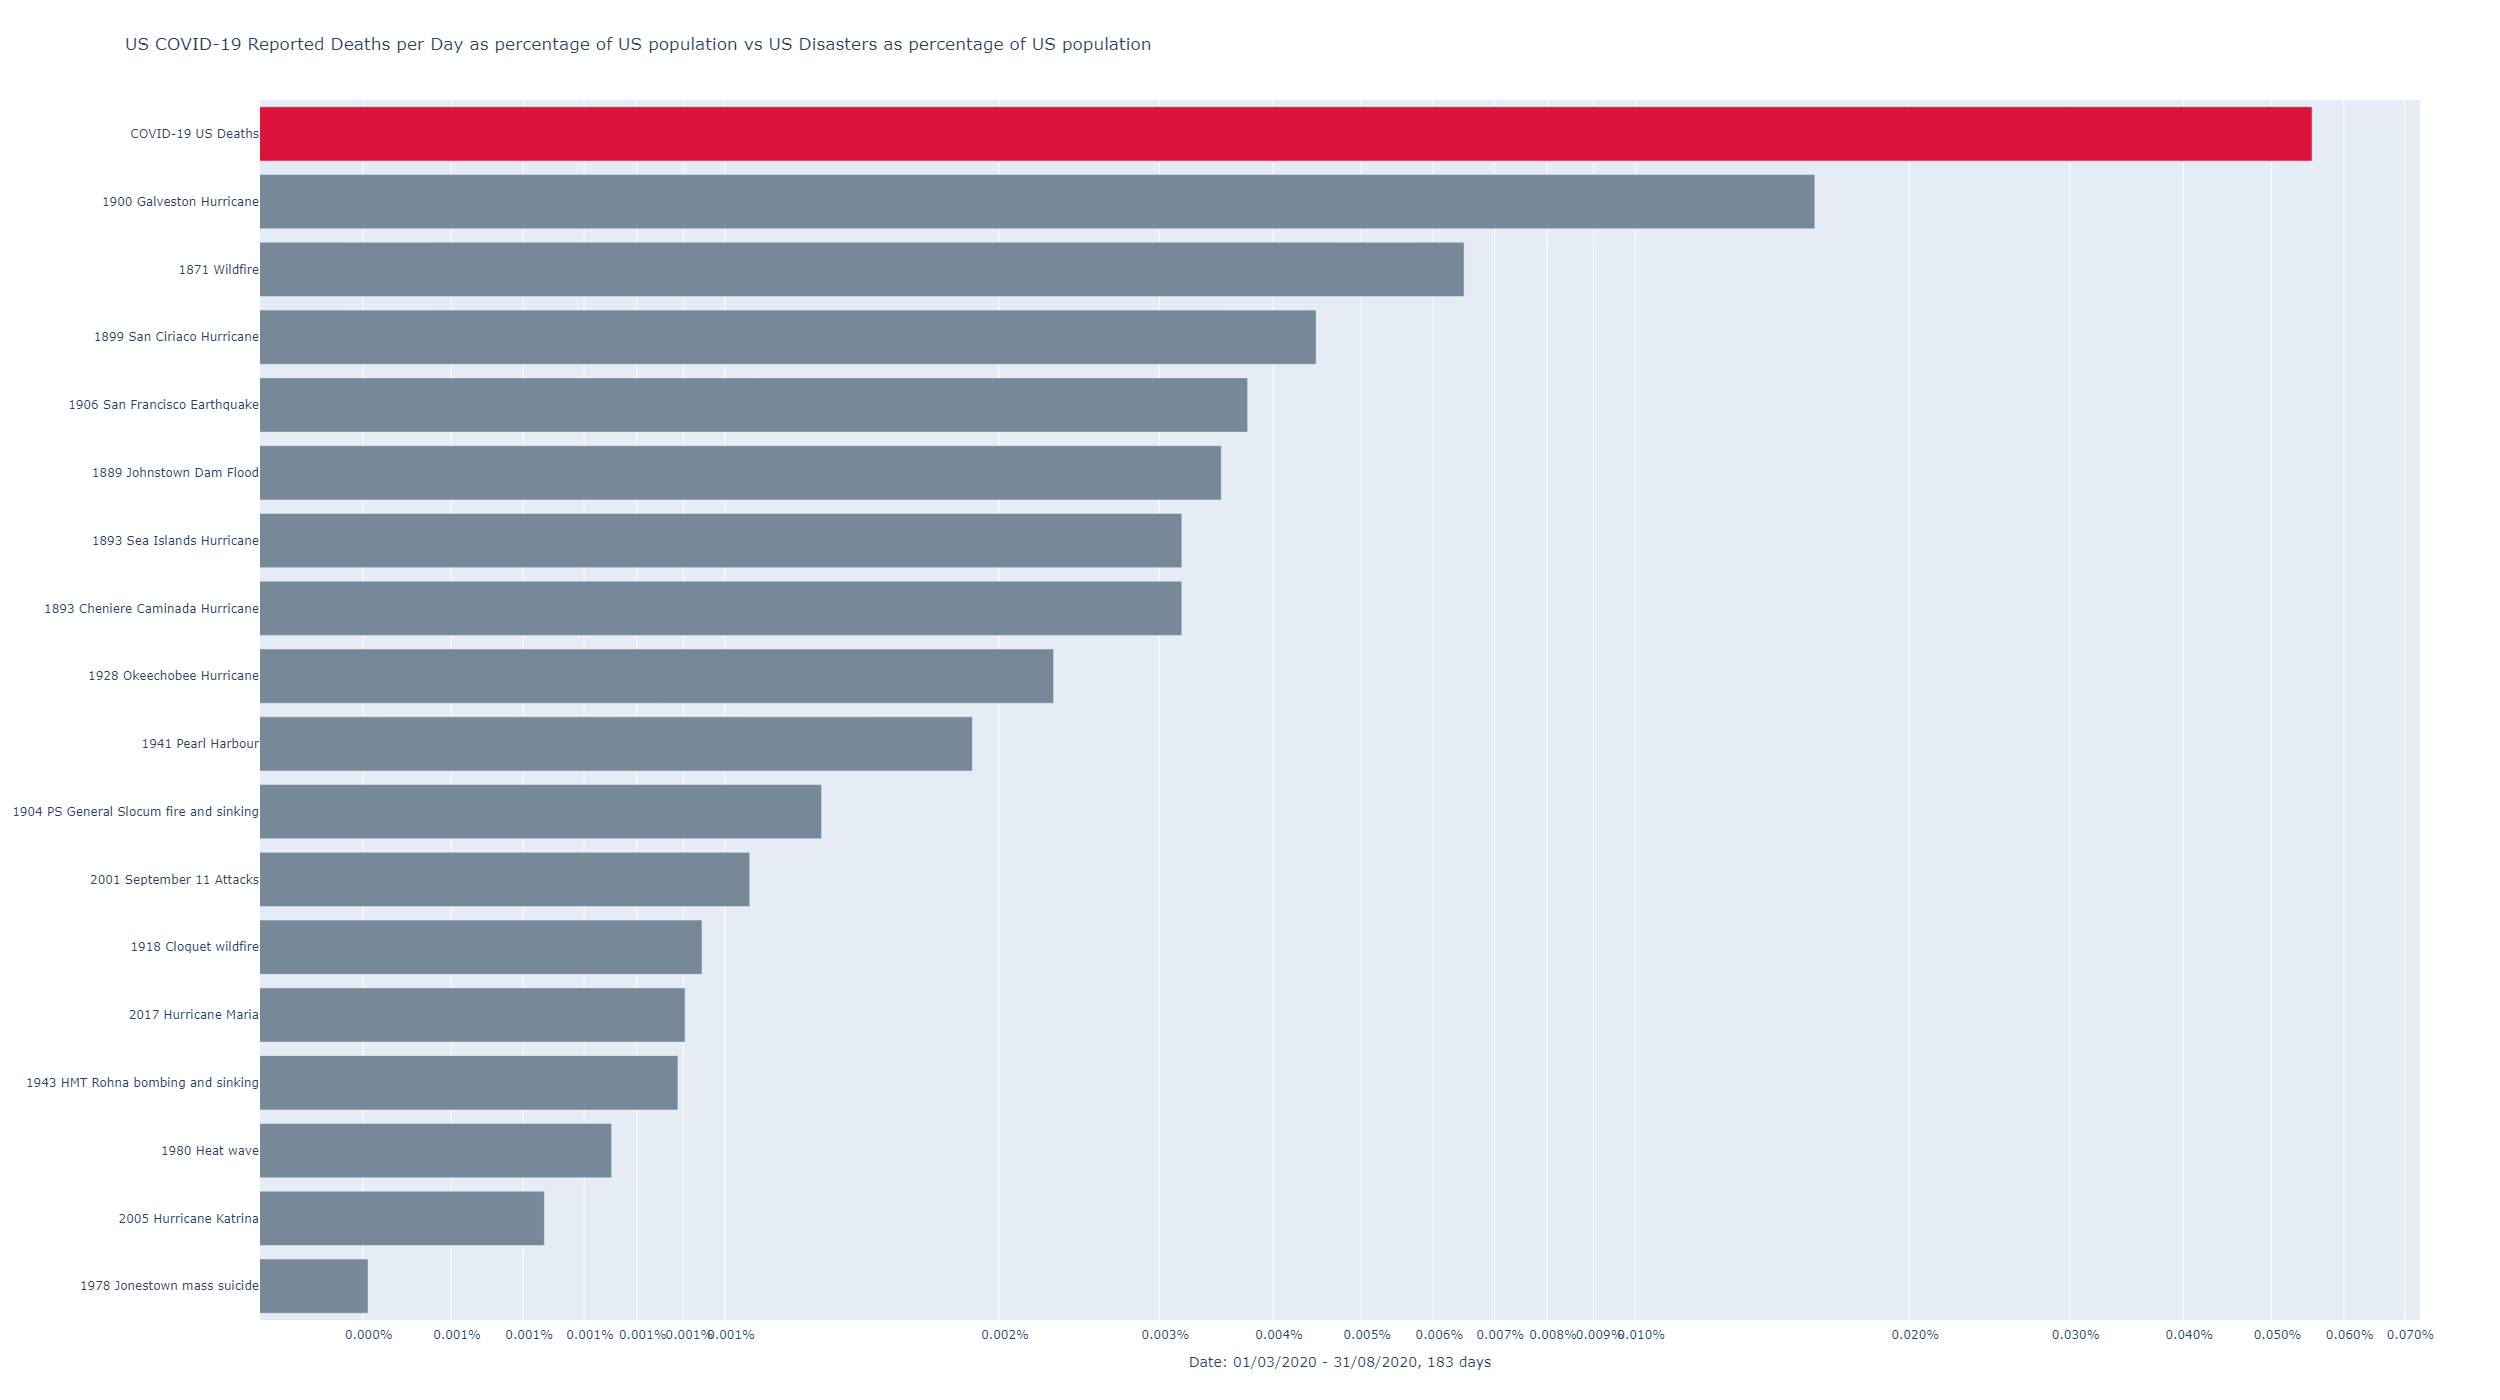 US COVID-19 Reported Deaths per Day as percentage of US population vs US Disasters as percentage of US population
COVID-19 US Deaths
1900 Galveston Hurricane
1871 Wildfire
1899 San Ciriaco Hurricane
1906 San Francisco Earthquake
1889 Johnstown Dam Flood
1893 Sea Islands Hurricane
1893 Cheniere Caminada Hurricane
1928 Okeechobee Hurricane
1941 Pearl Harbour
1904 PS General Slocum fire and sinking
2001 September 11 Attacks
1918 Cloquet wildfire
2017 Hurricane Maria
1943 HMT Rohna bombing and sinking
1980 Heat wave
2005 Hurricane Katrina
1978 Jonestown mass suicide
0.000% 0.001% 0.001% 0.001% 0.001% 0.001% 0.001% 0.002% 0.003% 0.004% 0.005% 0.006% 0.007% 0.008% 0.009% 0.010% 0.020% 0.030% 0.040% 0.050% 0.060% 0.070%
Date: 01/03/2020 - 31/08/2020, 183 days